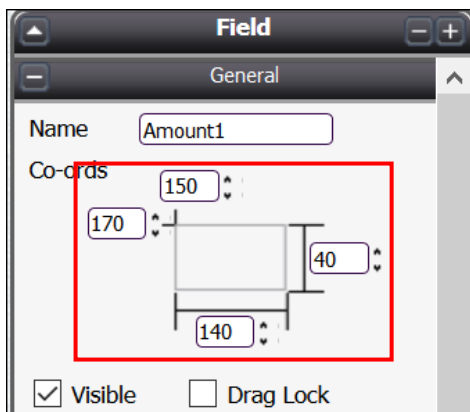 Field
General
Name Amount1
Co-ords
150
170
40
140
Visible Drag Lock